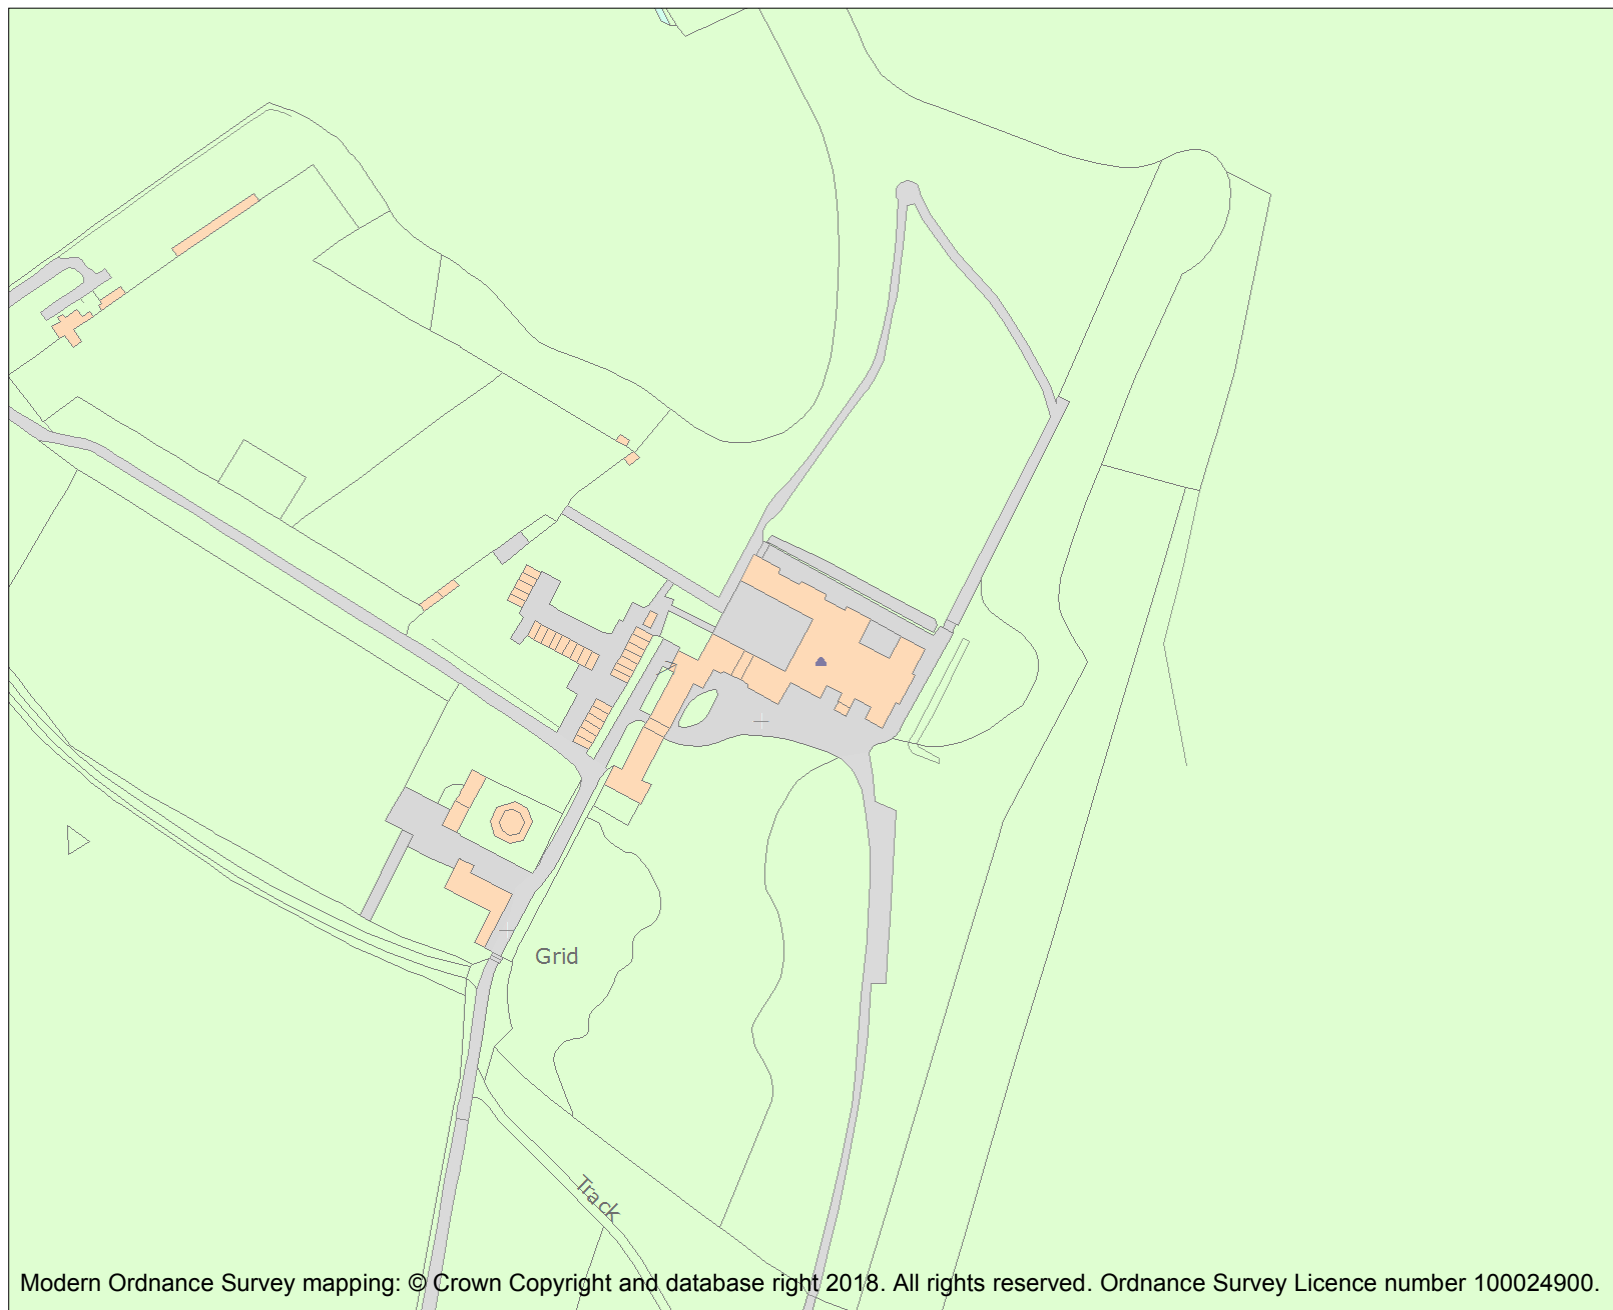 Grid
Track
Modern Ordnance Survey mapping: © Crown Copyright and database right 2018. All rights reserved. Ordnance Survey Licence number 100024900.